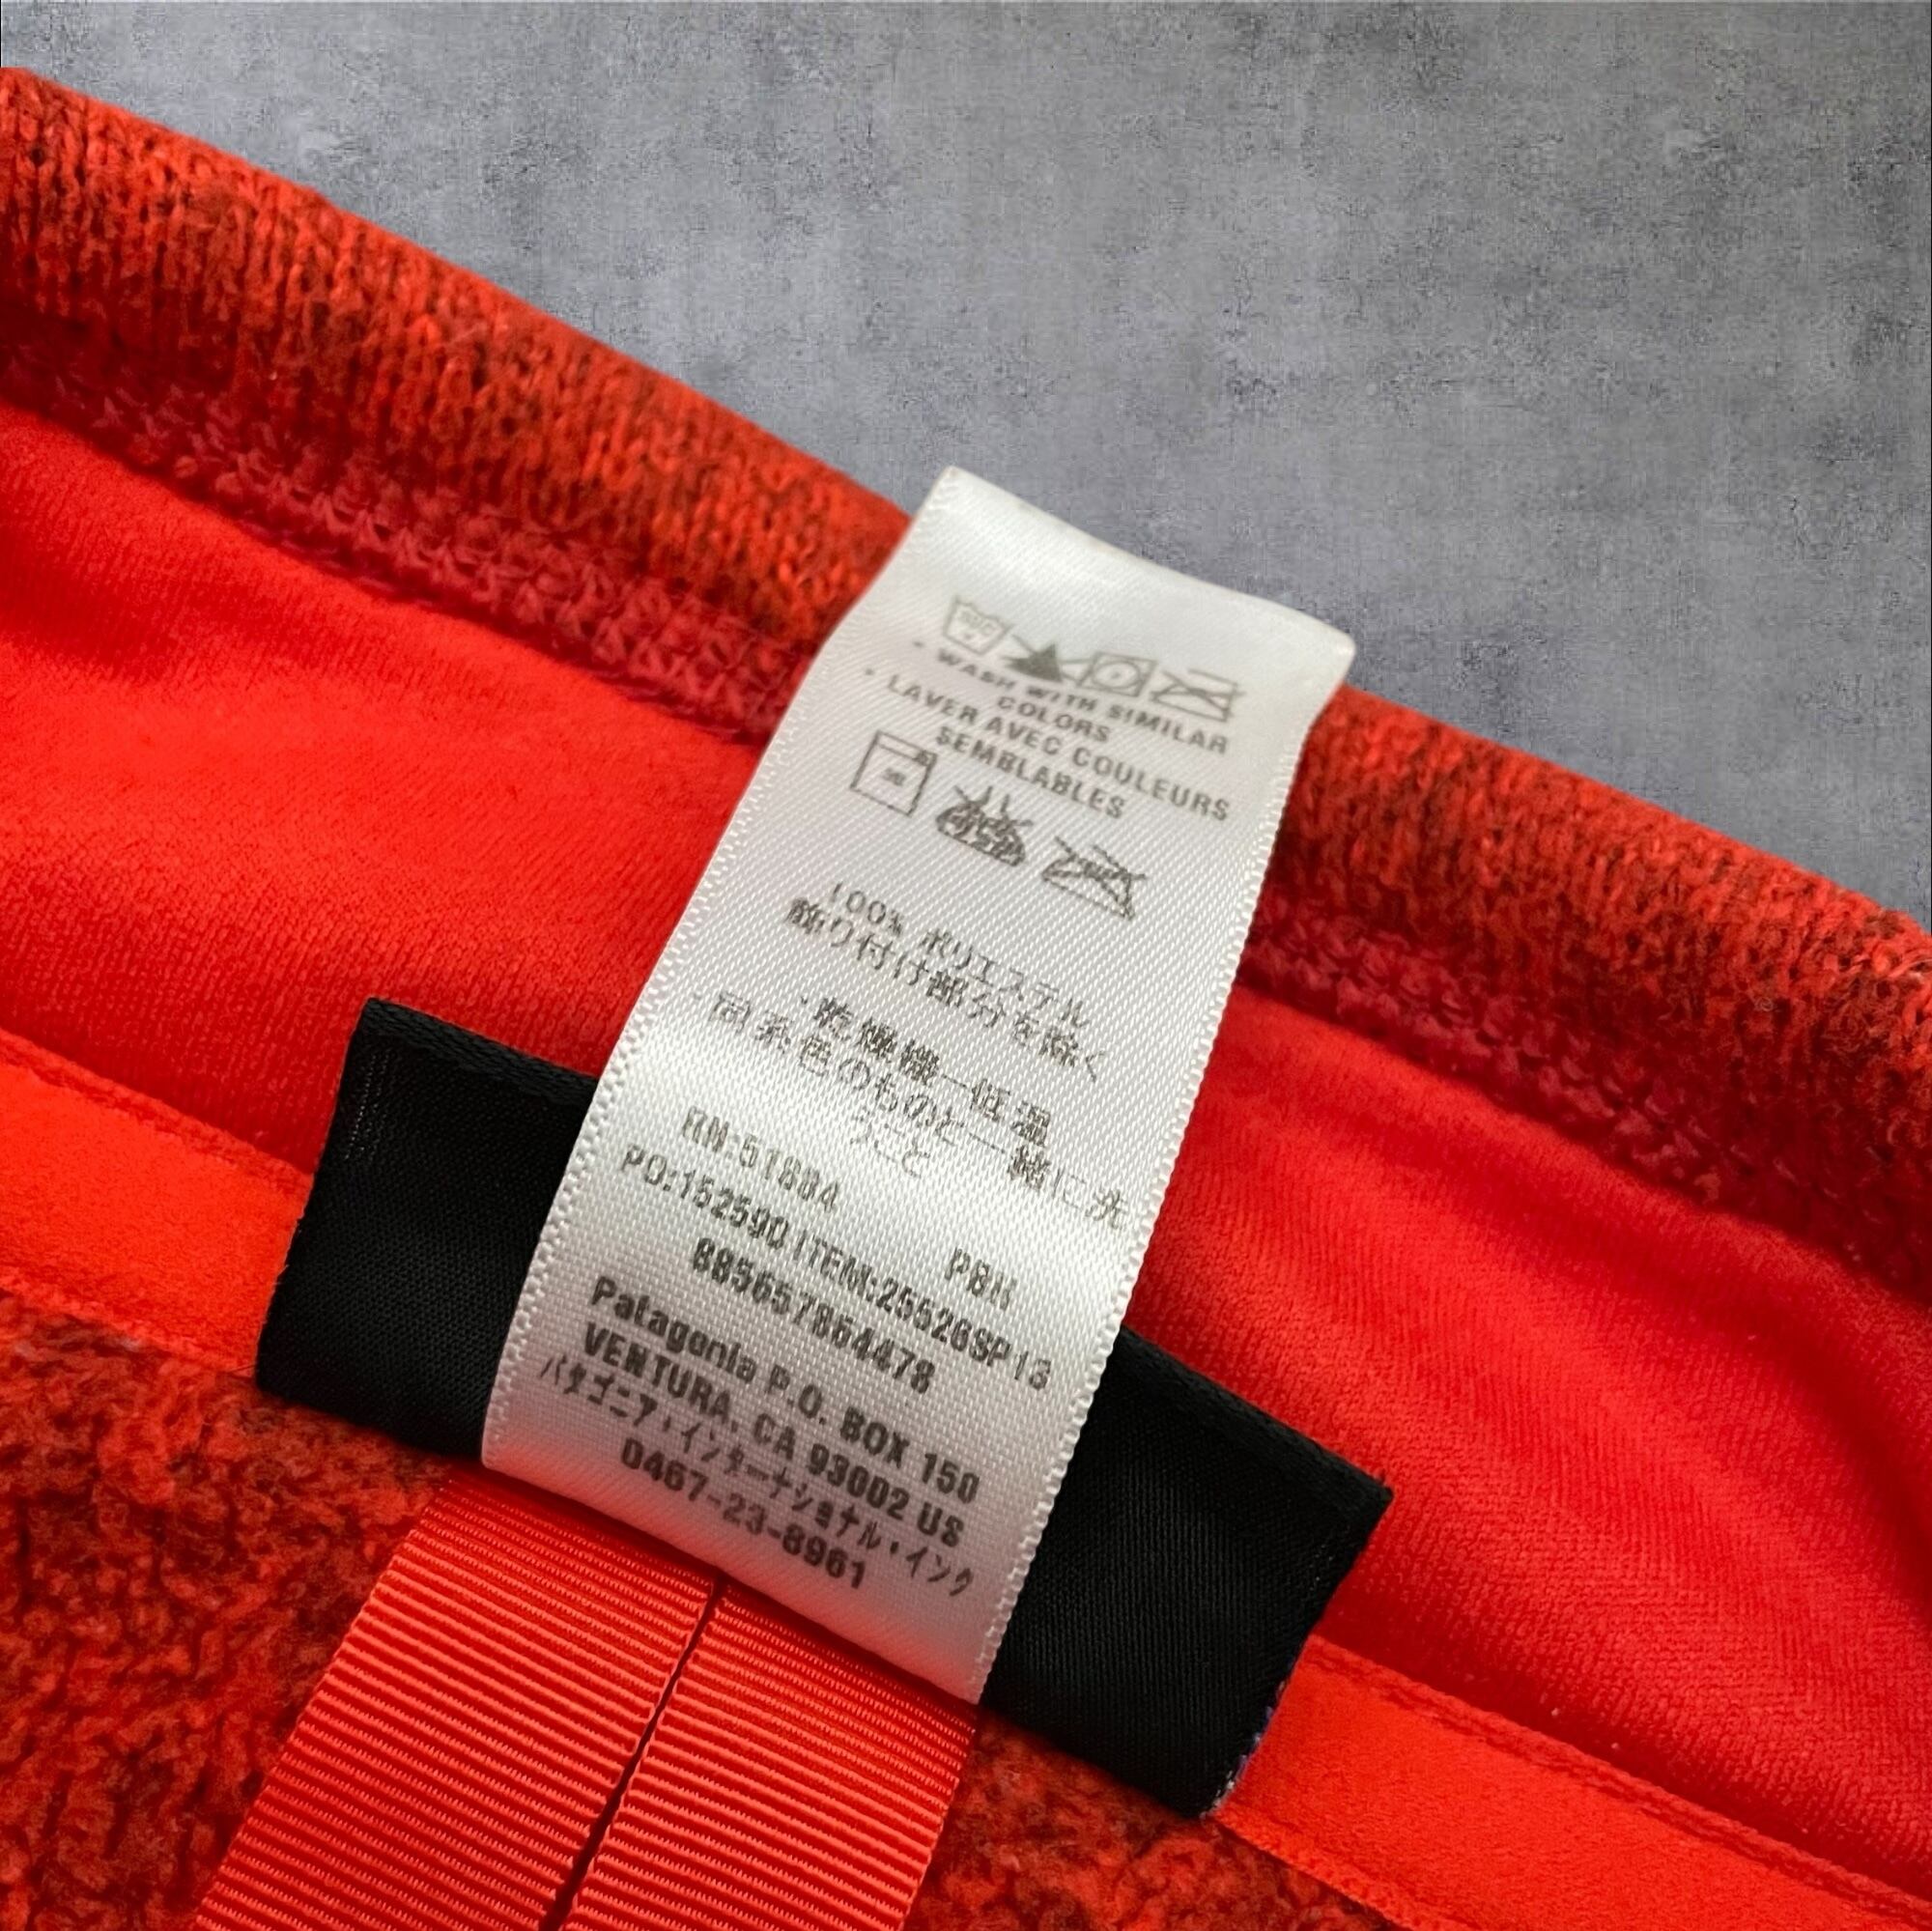 · WASH WITH SIMILAR
COLORS
· LAVER AVEC COULEURS
SEMBLABLES
100% ポリエステル
飾り付け部分を除く
· 乾燥機一低温
· 同系色のものと一緒に洗
うこと
RN:51884 PBH
PO:152590 ITEM:25526SP13
885657864478
Patagonia P.O. BOX 150
VENTURA, CA 93002 US
パタゴニア・インターナショナル・インク
0467-23-8961